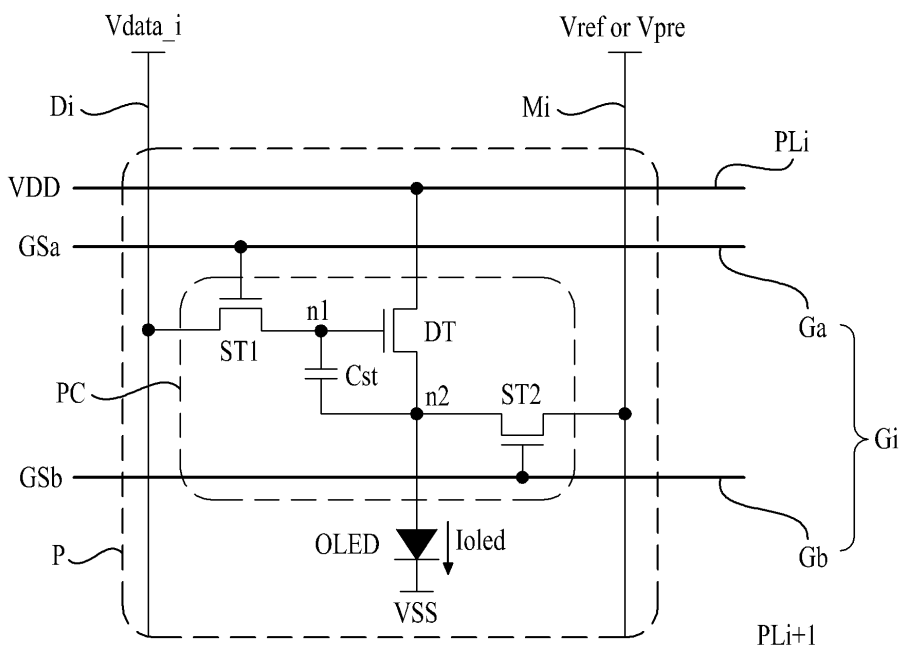 Vdata_i
Vref or Vpre
Di
Mi
PLi
VDD
GSa
n1
DT
Ga
ST1
Cst
PC
n2
ST2
Gi
GSb
OLED
Ioled
P
Gb
VSS
PLi+1